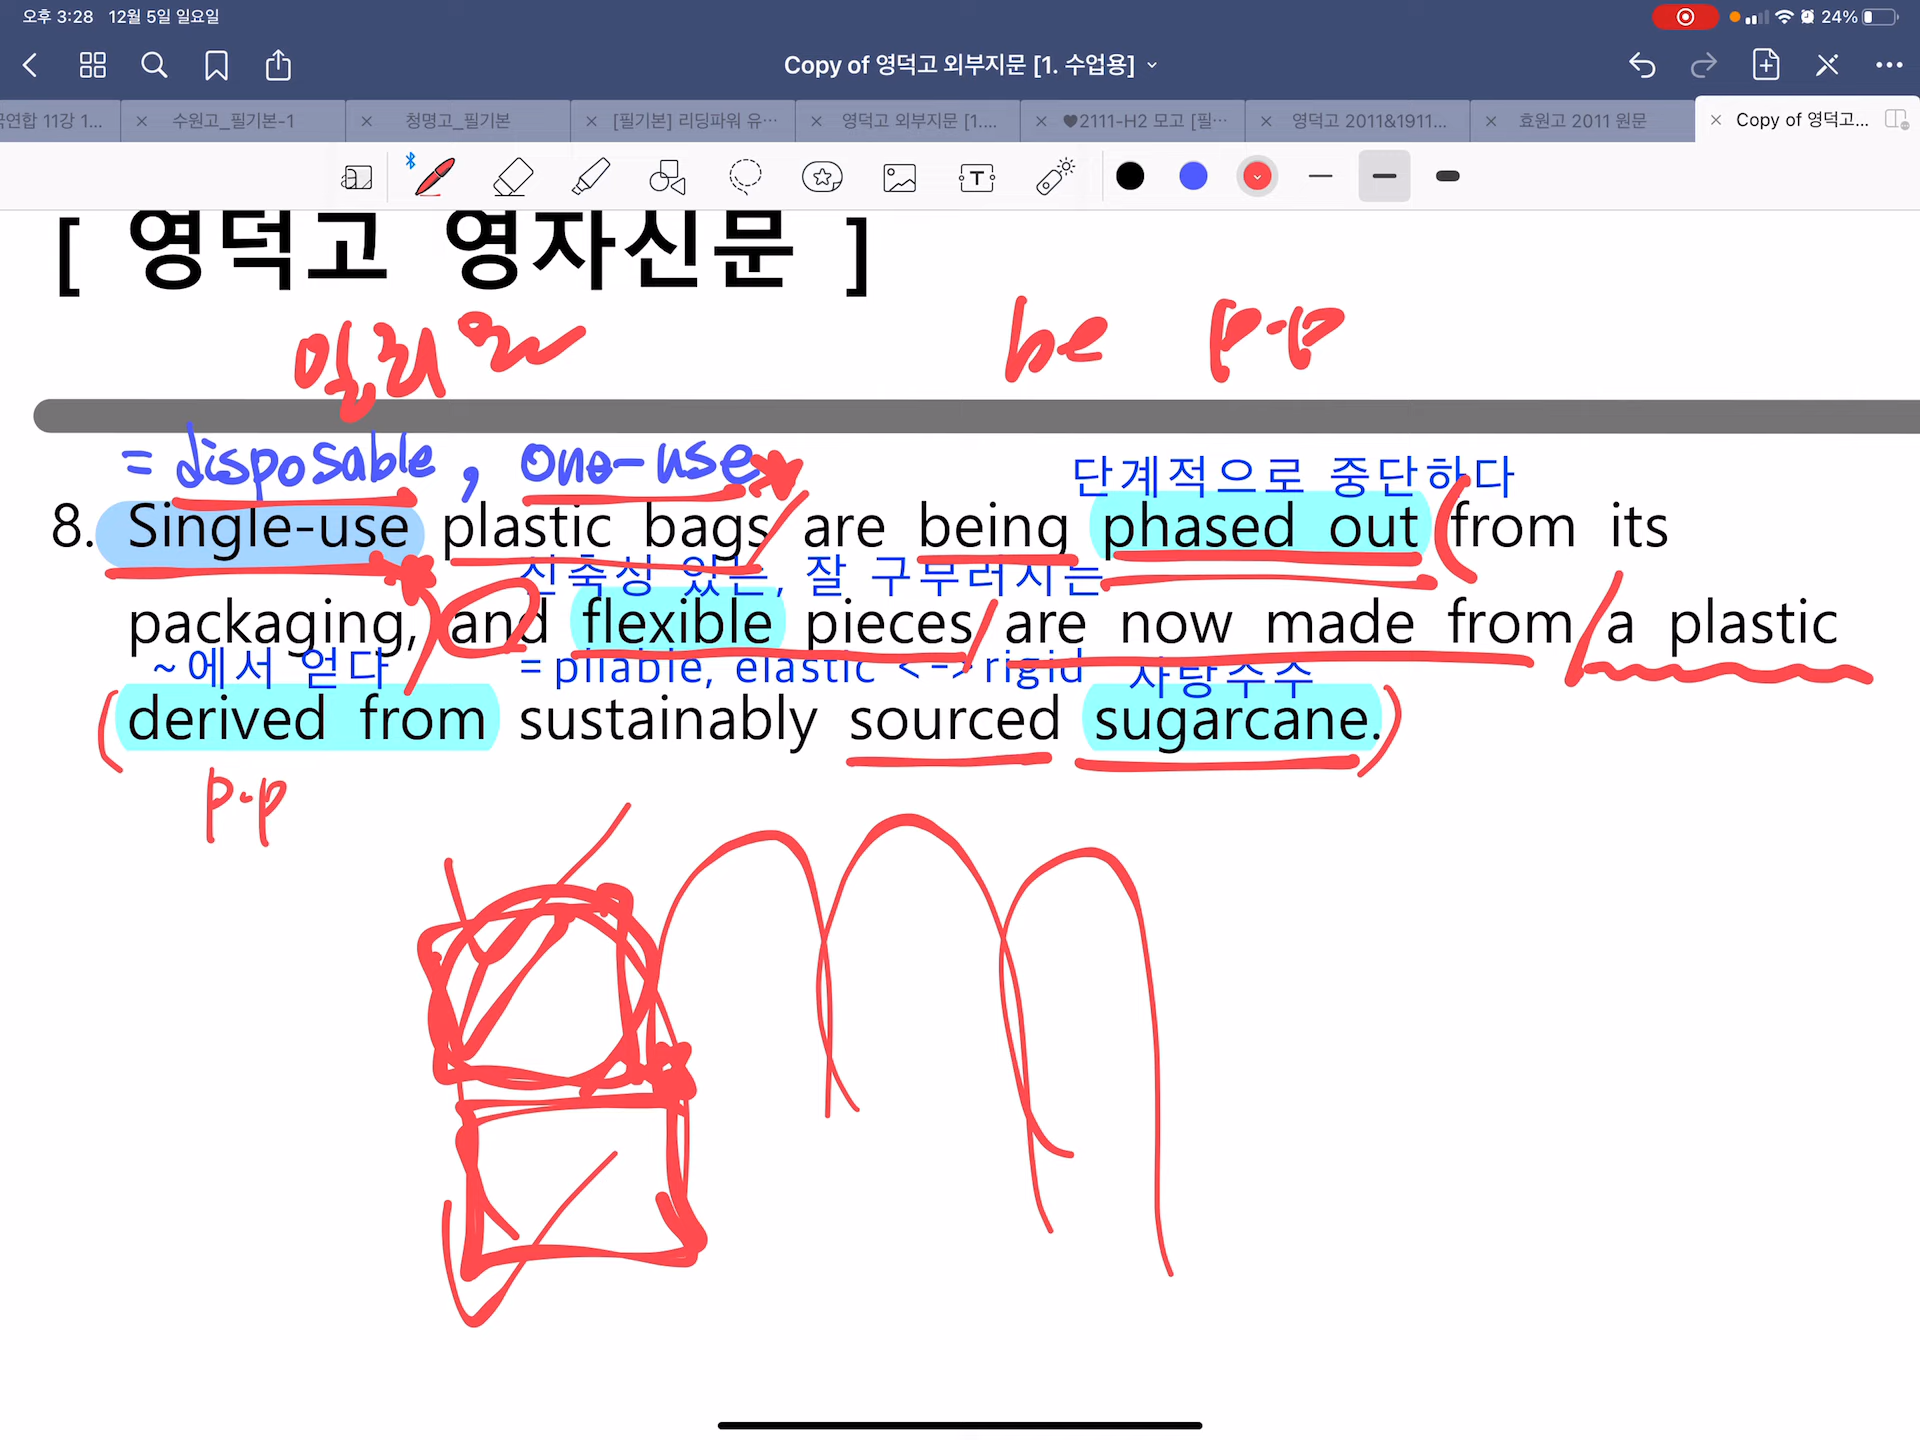 오후 3:28 12월 5일 일요일
24%
Copy of 영덕고 외부지문 [1. 수업용]
국연합 11강 1... × 수원고_필기본-1 × 청명고_필기본 × [필기본] 리딩파워 유... × 영덕고 외부지문 [1.... × ♥2111-H2 모고 [필... × 영덕고 2011&1911... × 효원고 2011 원문 × Copy of 영덕고...
[ 영덕고 영자신문 ]
be p.p
= disposable, one-use
단계적으로 중단하다
8. Single-use plastic bags are being phased out from its
신축성 있는, 잘 구부러지는
packaging, and flexible pieces are now made from a plastic
~에서 얻다 = pliable, elastic <-> rigid 사탕수수
derived from sustainably sourced sugarcane.
p.p